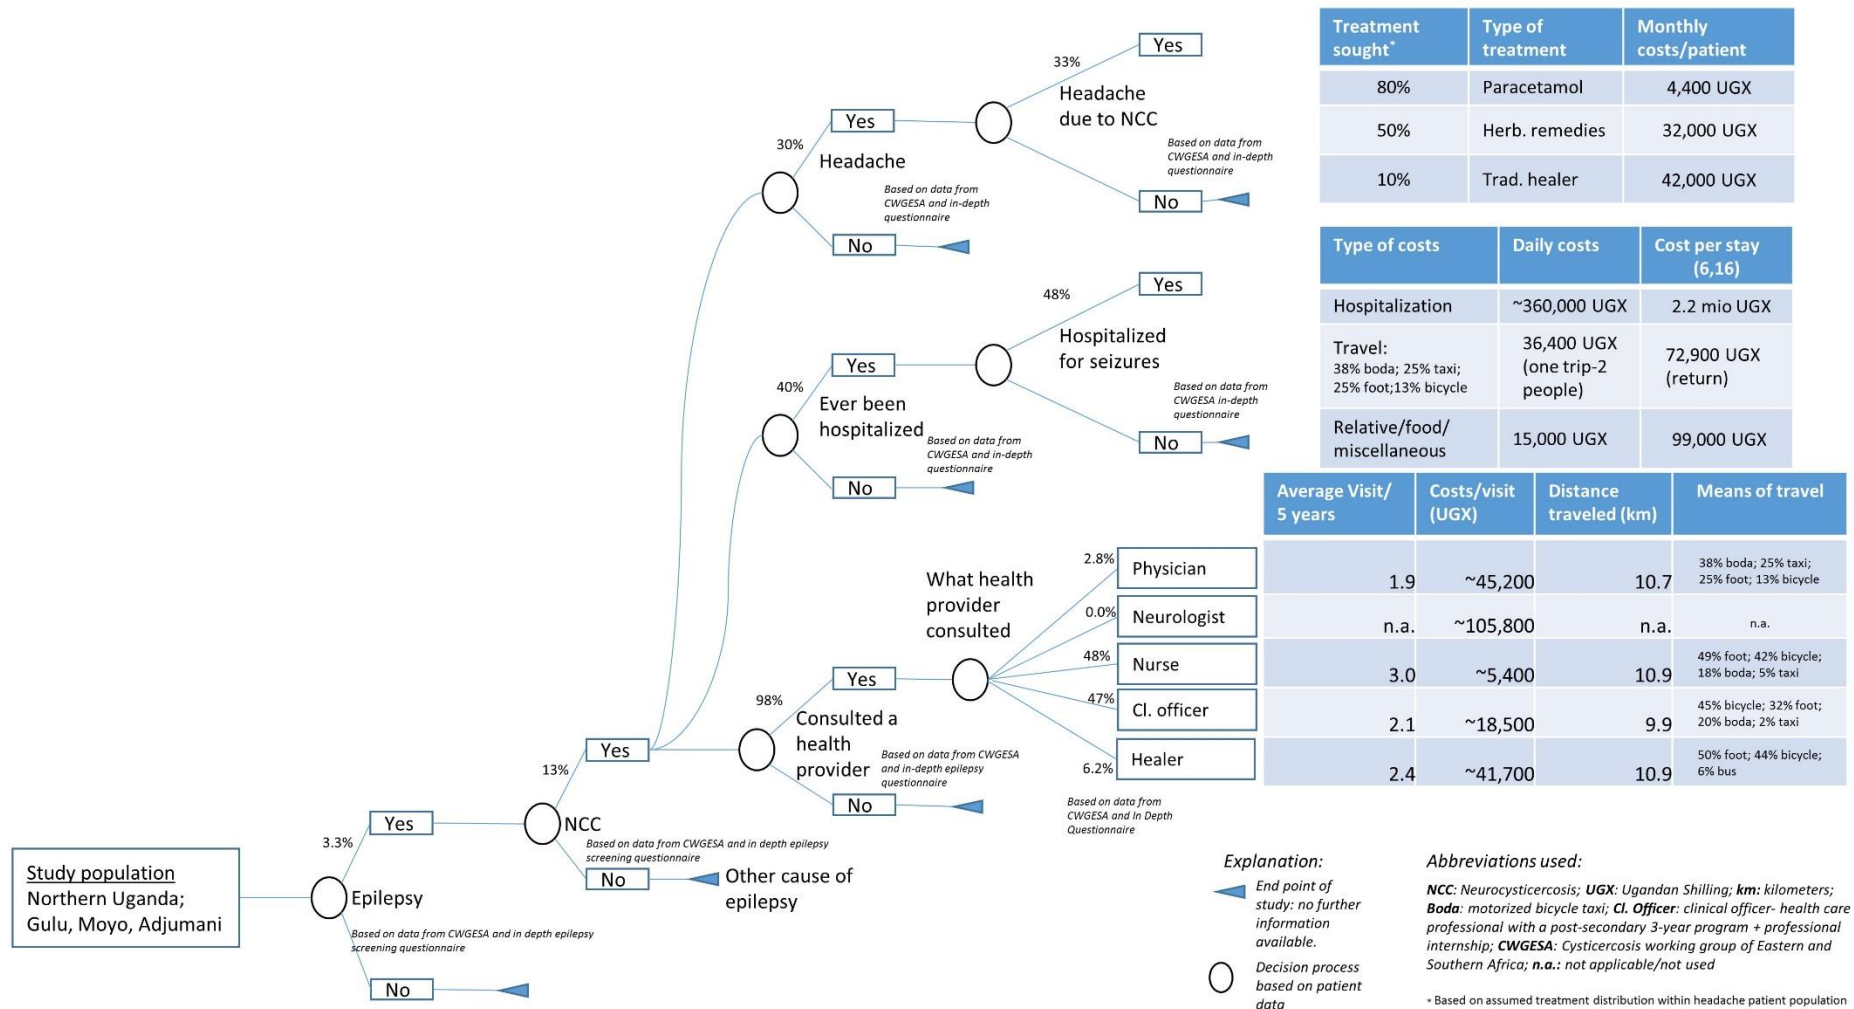 Yes
33%
Headache
due to NCC
Yes
30%
Headache
Based on data from
CWGESA and in-depth
questionnaire
Based on data from
CWGESA and in-depth
questionnaire
No
No
Treatment
sought*
Type of
treatment
Monthly
costs/patient
80%
Paracetamol
4,400 UGX
50%
Herb. remedies
32,000 UGX
10%
Trad. healer
42,000 UGX
Yes
48%
Hospitalized
for seizures
Yes
40%
Ever been
hospitalized
Based on data from
CWGESA in-depth
questionnaire
Based on data from
CWGESA and in-depth
questionnaire
No
No
Type of costs
Daily costs
Cost per stay
(6,16)
Hospitalization
~360,000 UGX
2.2 mio UGX
Travel:
38% boda; 25% taxi;
25% foot;13% bicycle
36,400 UGX
(one trip-2
people)
72,900 UGX
(return)
Relative/food/
miscellaneous
15,000 UGX
99,000 UGX
Average Visit/
5 years
Costs/visit
(UGX)
Distance
traveled (km)
Means of travel
What health
provider
consulted
2.8%
Physician
1.9
~45,200
10.7
38% boda; 25% taxi;
25% foot; 13% bicycle
0.0%
Neurologist
n.a.
~105,800
n.a.
n.a.
48%
Nurse
3.0
~5,400
10.9
49% foot; 42% bicycle;
18% boda; 5% taxi
47%
Cl. officer
2.1
~18,500
9.9
45% bicycle; 32% foot;
20% boda; 2% taxi
6.2%
Healer
2.4
~41,700
10.9
50% foot; 44% bicycle;
6% bus
Based on data from
CWGESA and In Depth
Questionnaire
Yes
98%
Consulted a
health
provider
Based on data from CWGESA
and in-depth epilepsy
questionnaire
No
Yes
13%
NCC
Based on data from CWGESA and in depth epilepsy
screening questionnaire
No
Other cause of
epilepsy
Yes
3.3%
Epilepsy
Based on data from CWGESA and in depth epilepsy
screening questionnaire
No
Study population
Northern Uganda;
Gulu, Moyo, Adjumani
Explanation:
End point of
study: no further
information
available.
Decision process
based on patient
data
Abbreviations used:
NCC: Neurocysticercosis; UGX: Ugandan Shilling; km: kilometers;
Boda: motorized bicycle taxi; Cl. Officer: clinical officer- health care
professional with a post-secondary 3-year program + professional
internship; CWGESA: Cysticercosis working group of Eastern and
Southern Africa; n.a.: not applicable/not used
* Based on assumed treatment distribution within headache patient population